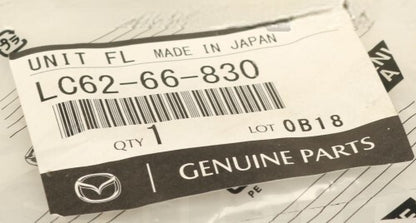 UNIT FL MADE IN JAPAN
LC62-66-830
QTY 1 LOT 0B18
GENUINE PARTS